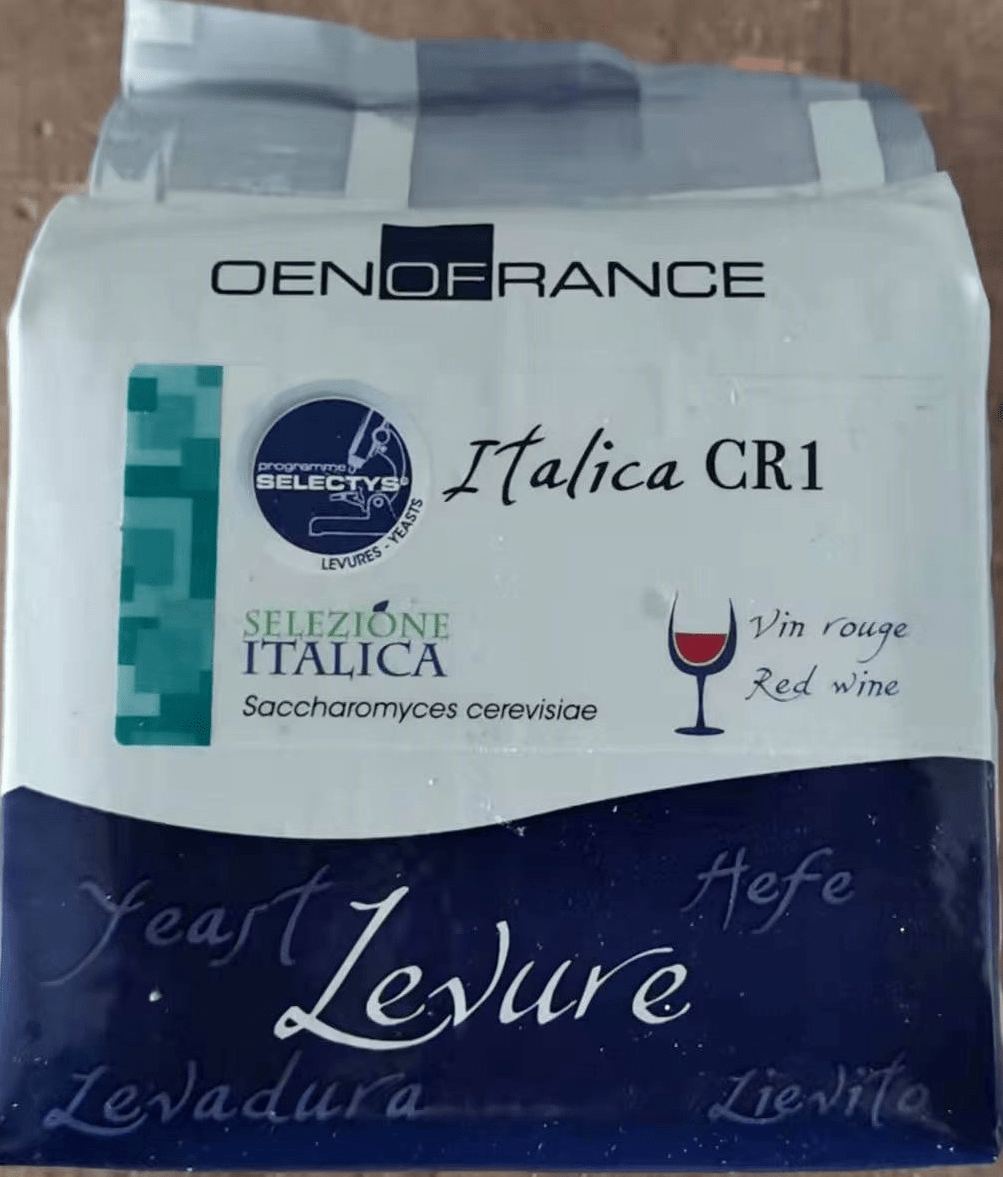 OENOFRANCE
programme
SELECTYS®
LEVURES - YEASTS
Italica CR1
SELEZIONE
ITALICA
Saccharomyces cerevisiae
Vin rouge
Red wine
Yeast
Hefe
Levure
Levadura
Lievito